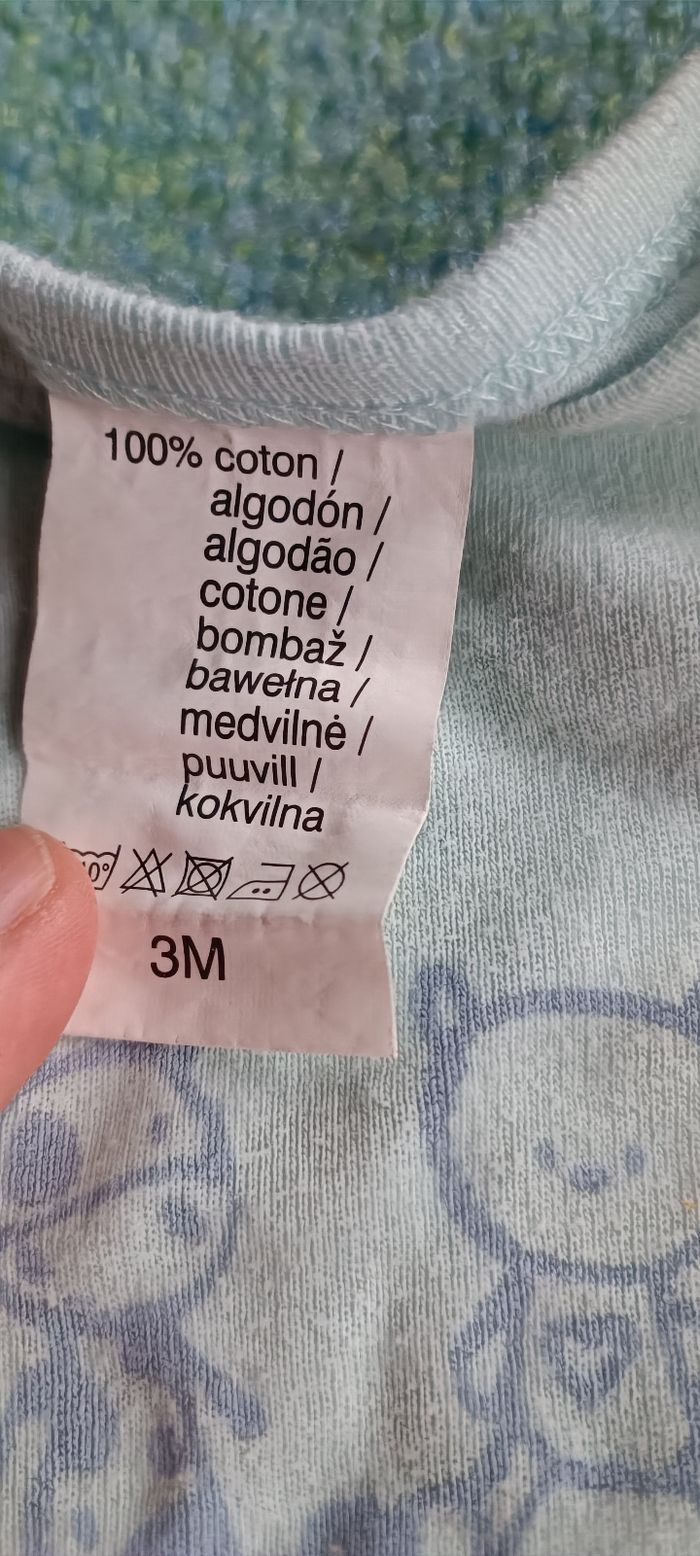 100% coton /
algodón /
algodão /
cotone /
bombaž /
bawełna /
medvilnė /
puuvill /
kokvilna
3M